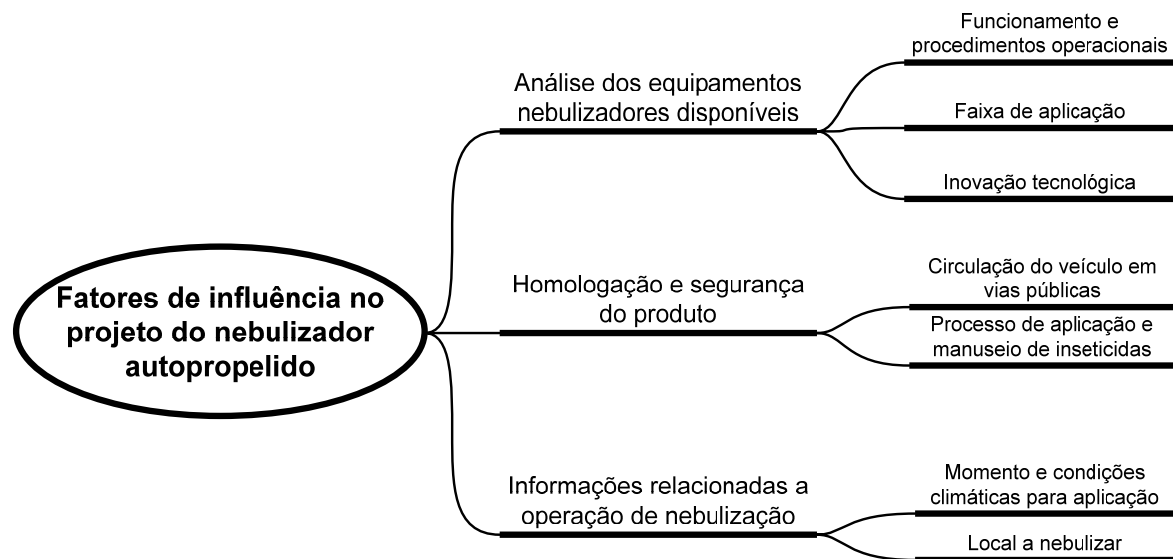 Fatores de influência no
projeto do nebulizador
autopropelido
Análise dos equipamentos
nebulizadores disponíveis
Funcionamento e
procedimentos operacionais
Faixa de aplicação
Inovação tecnológica
Homologação e segurança
do produto
Circulação do veículo em
vias públicas
Processo de aplicação e
manuseio de inseticidas
Informações relacionadas a
operação de nebulização
Momento e condições
climáticas para aplicação
Local a nebulizar